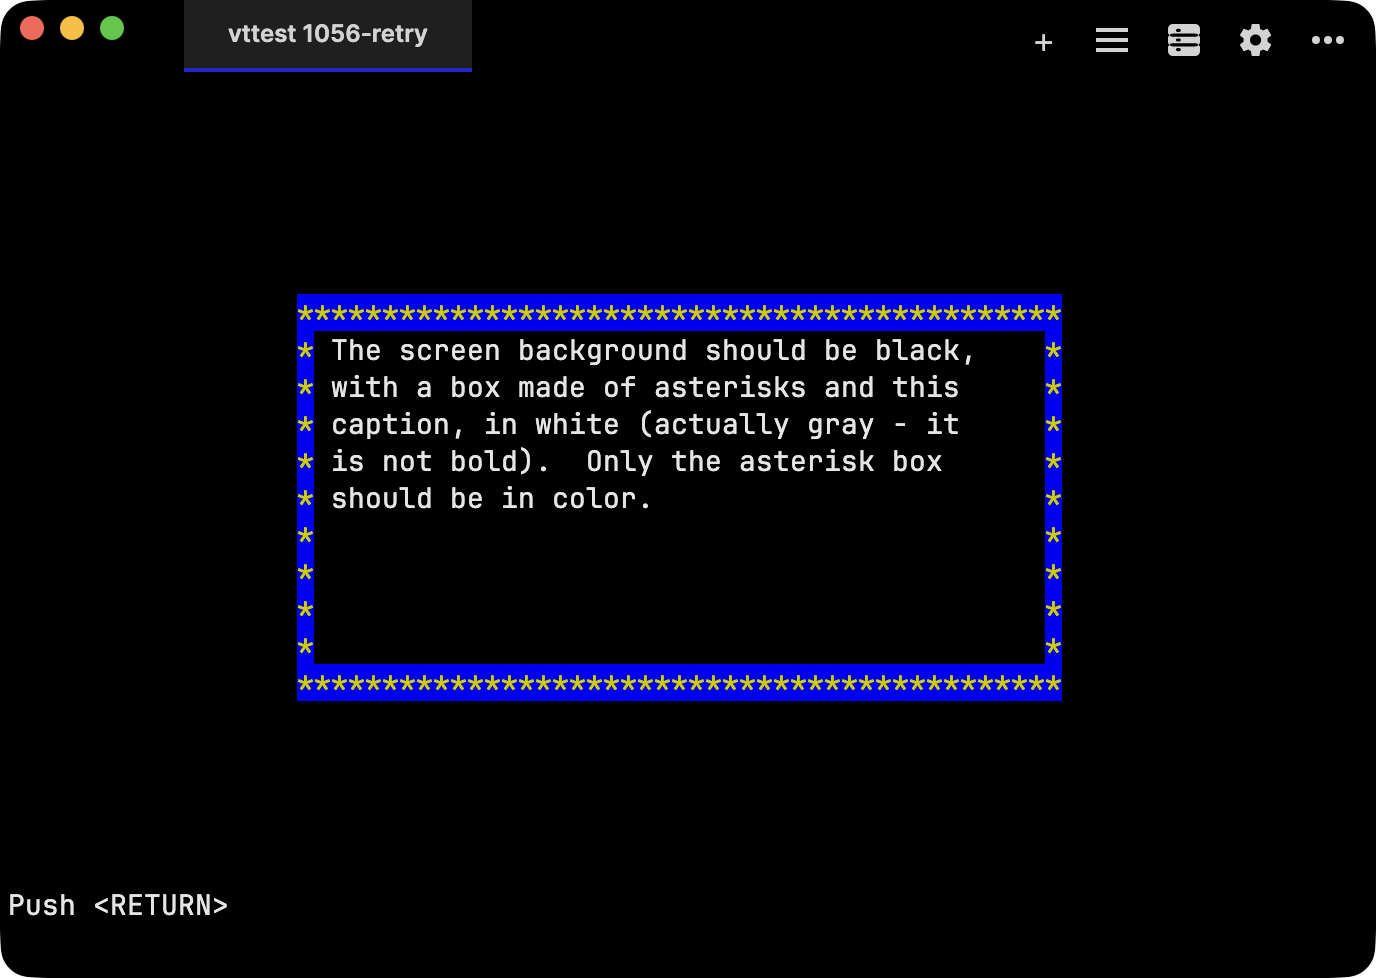 vttest 1056-retry
*********************************************
* The screen background should be black,    *
* with a box made of asterisks and this     *
* caption, in white (actually gray - it     *
* is not bold).  Only the asterisk box      *
* should be in color.                       *
*                                           *
*                                           *
*                                           *
*                                           *
*********************************************
Push <RETURN>